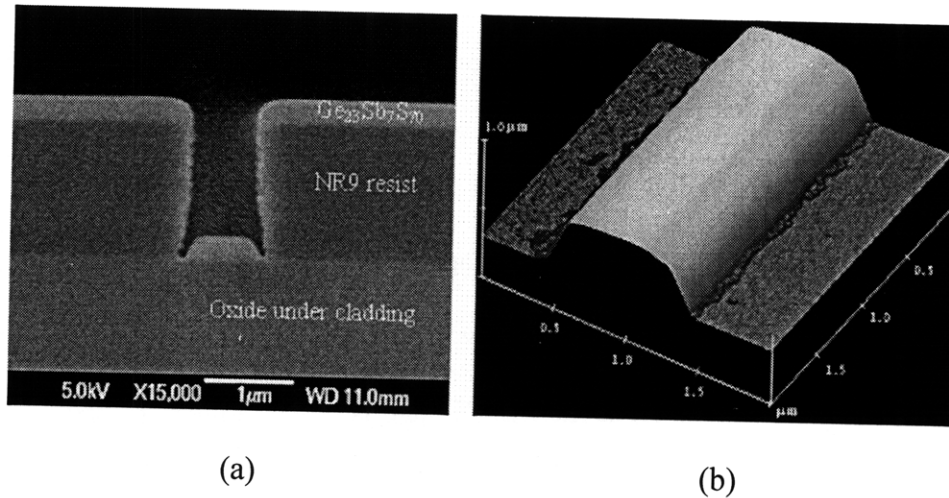 Ge23Sb7S70
NR9 resist
Oxide under cladding
5.0kV X15,000 1μm WD 11.0mm
1.0μm
0.5
1.0
1.5
0.5
1.0
1.5
μm
(a)
(b)